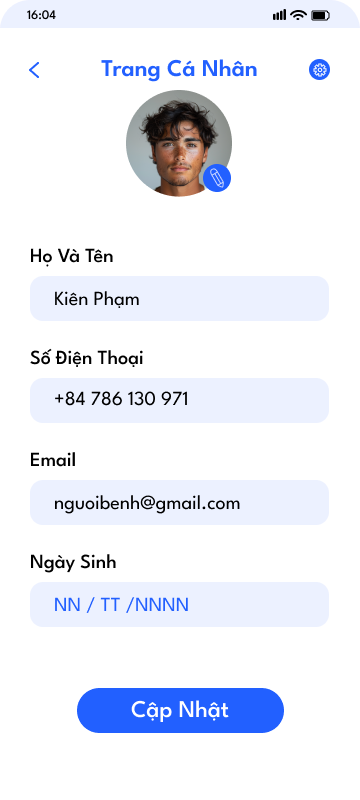 16:04
Trang Cá Nhân
Họ Và Tên
Kiên Phạm
Số Điện Thoại
+84 786 130 971
Email
nguoibenh@gmail.com
Ngày Sinh
NN / TT /NNNN
Cập Nhật